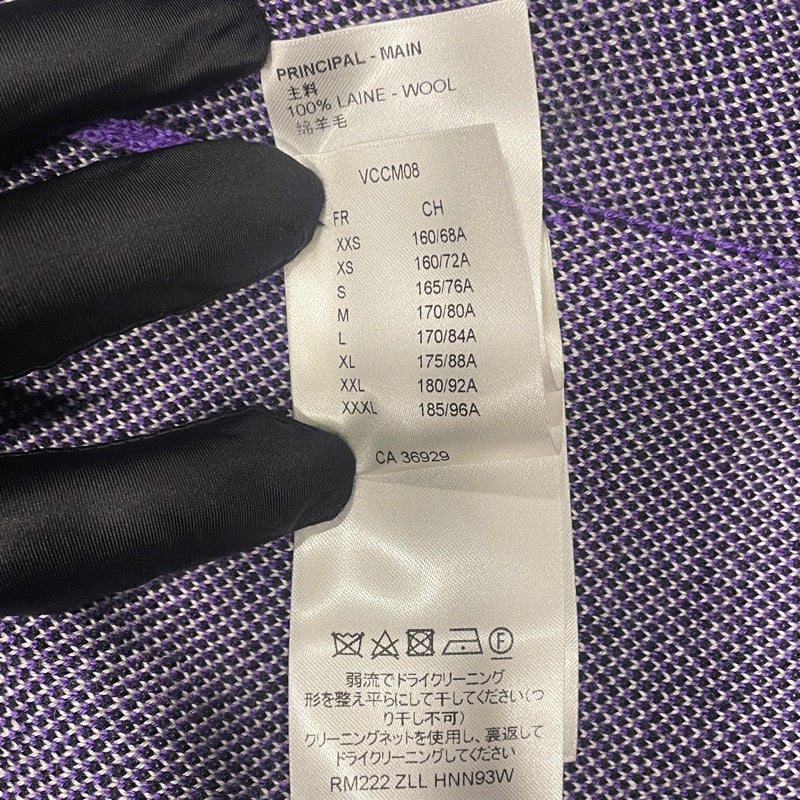 PRINCIPAL - MAIN
主料
100% LAINE - WOOL
绵羊毛
VCCM08
FR CH
XXS 160/68A
XS 160/72A
S 165/76A
M 170/80A
L 170/84A
XL 175/88A
XXL 180/92A
XXXL 185/96A
CA 36929
F
弱流でドライクリーニング
形を整え平らにして干してください(つ
り干し不可)
クリーニングネットを使用し、裏返して
ドライクリーニングしてください
RM222 ZLL HNN93W